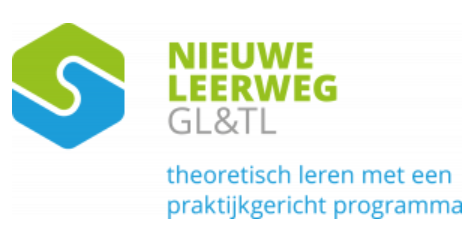 NIEUWE
LEERWEG
GL&TL
theoretisch leren met een
praktijkgericht programma